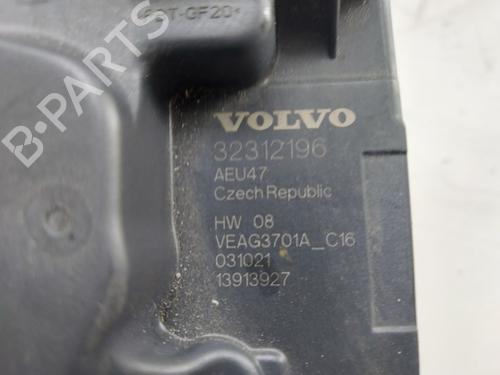 B-PARTS
VOLVO
32312196
AEU47
Czech Republic
HW 08
VEAG3701A_C16
031021
13913927